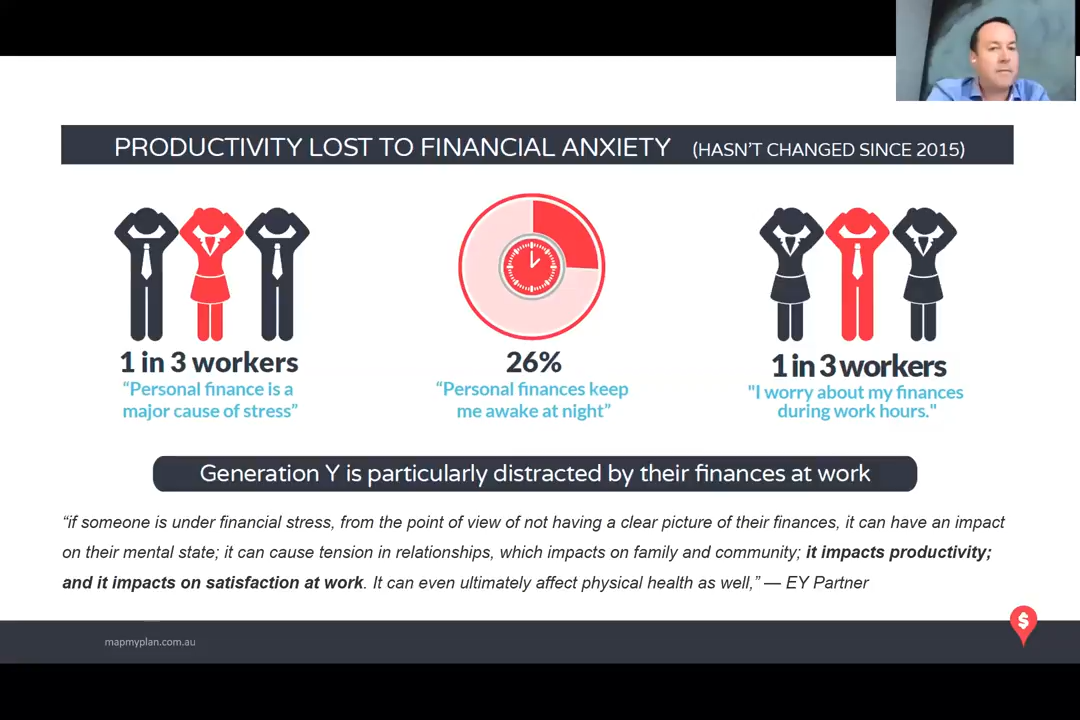 PRODUCTIVITY LOST TO FINANCIAL ANXIETY (HASN'T CHANGED SINCE 2015)
1 in 3 workers
“Personal finance is a
major cause of stress”
26%
“Personal finances keep
me awake at night”
1 in 3 workers
"I worry about my finances
during work hours."
Generation Y is particularly distracted by their finances at work
“if someone is under financial stress, from the point of view of not having a clear picture of their finances, it can have an impact
on their mental state; it can cause tension in relationships, which impacts on family and community; it impacts productivity;
and it impacts on satisfaction at work. It can even ultimately affect physical health as well,” — EY Partner
mapmyplan.com.au
$